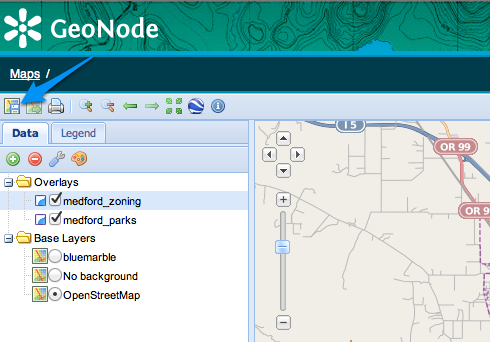 GeoNode
Maps /
Data
Legend
Overlays
medford_zoning
medford_parks
Base Layers
bluemarble
No background
OpenStreetMap
I 5
OR 99
OR 99